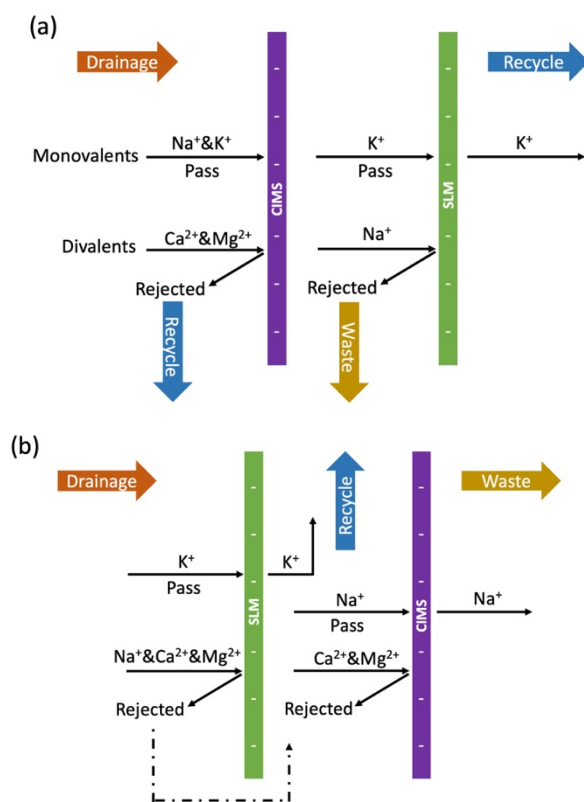 (a)
Drainage
Recycle
Na⁺&K⁺
K⁺
K⁺
Monovalents
Pass
Pass
CIMS
SLM
Ca²⁺&Mg²⁺
Na⁺
Divalents
Rejected
Rejected
Recycle
Waste
(b)
Drainage
Recycle
Waste
K⁺
K⁺
Pass
Na⁺
Na⁺
Pass
SLM
CIMS
Na⁺&Ca²⁺&Mg²⁺
Ca²⁺&Mg²⁺
Rejected
Rejected